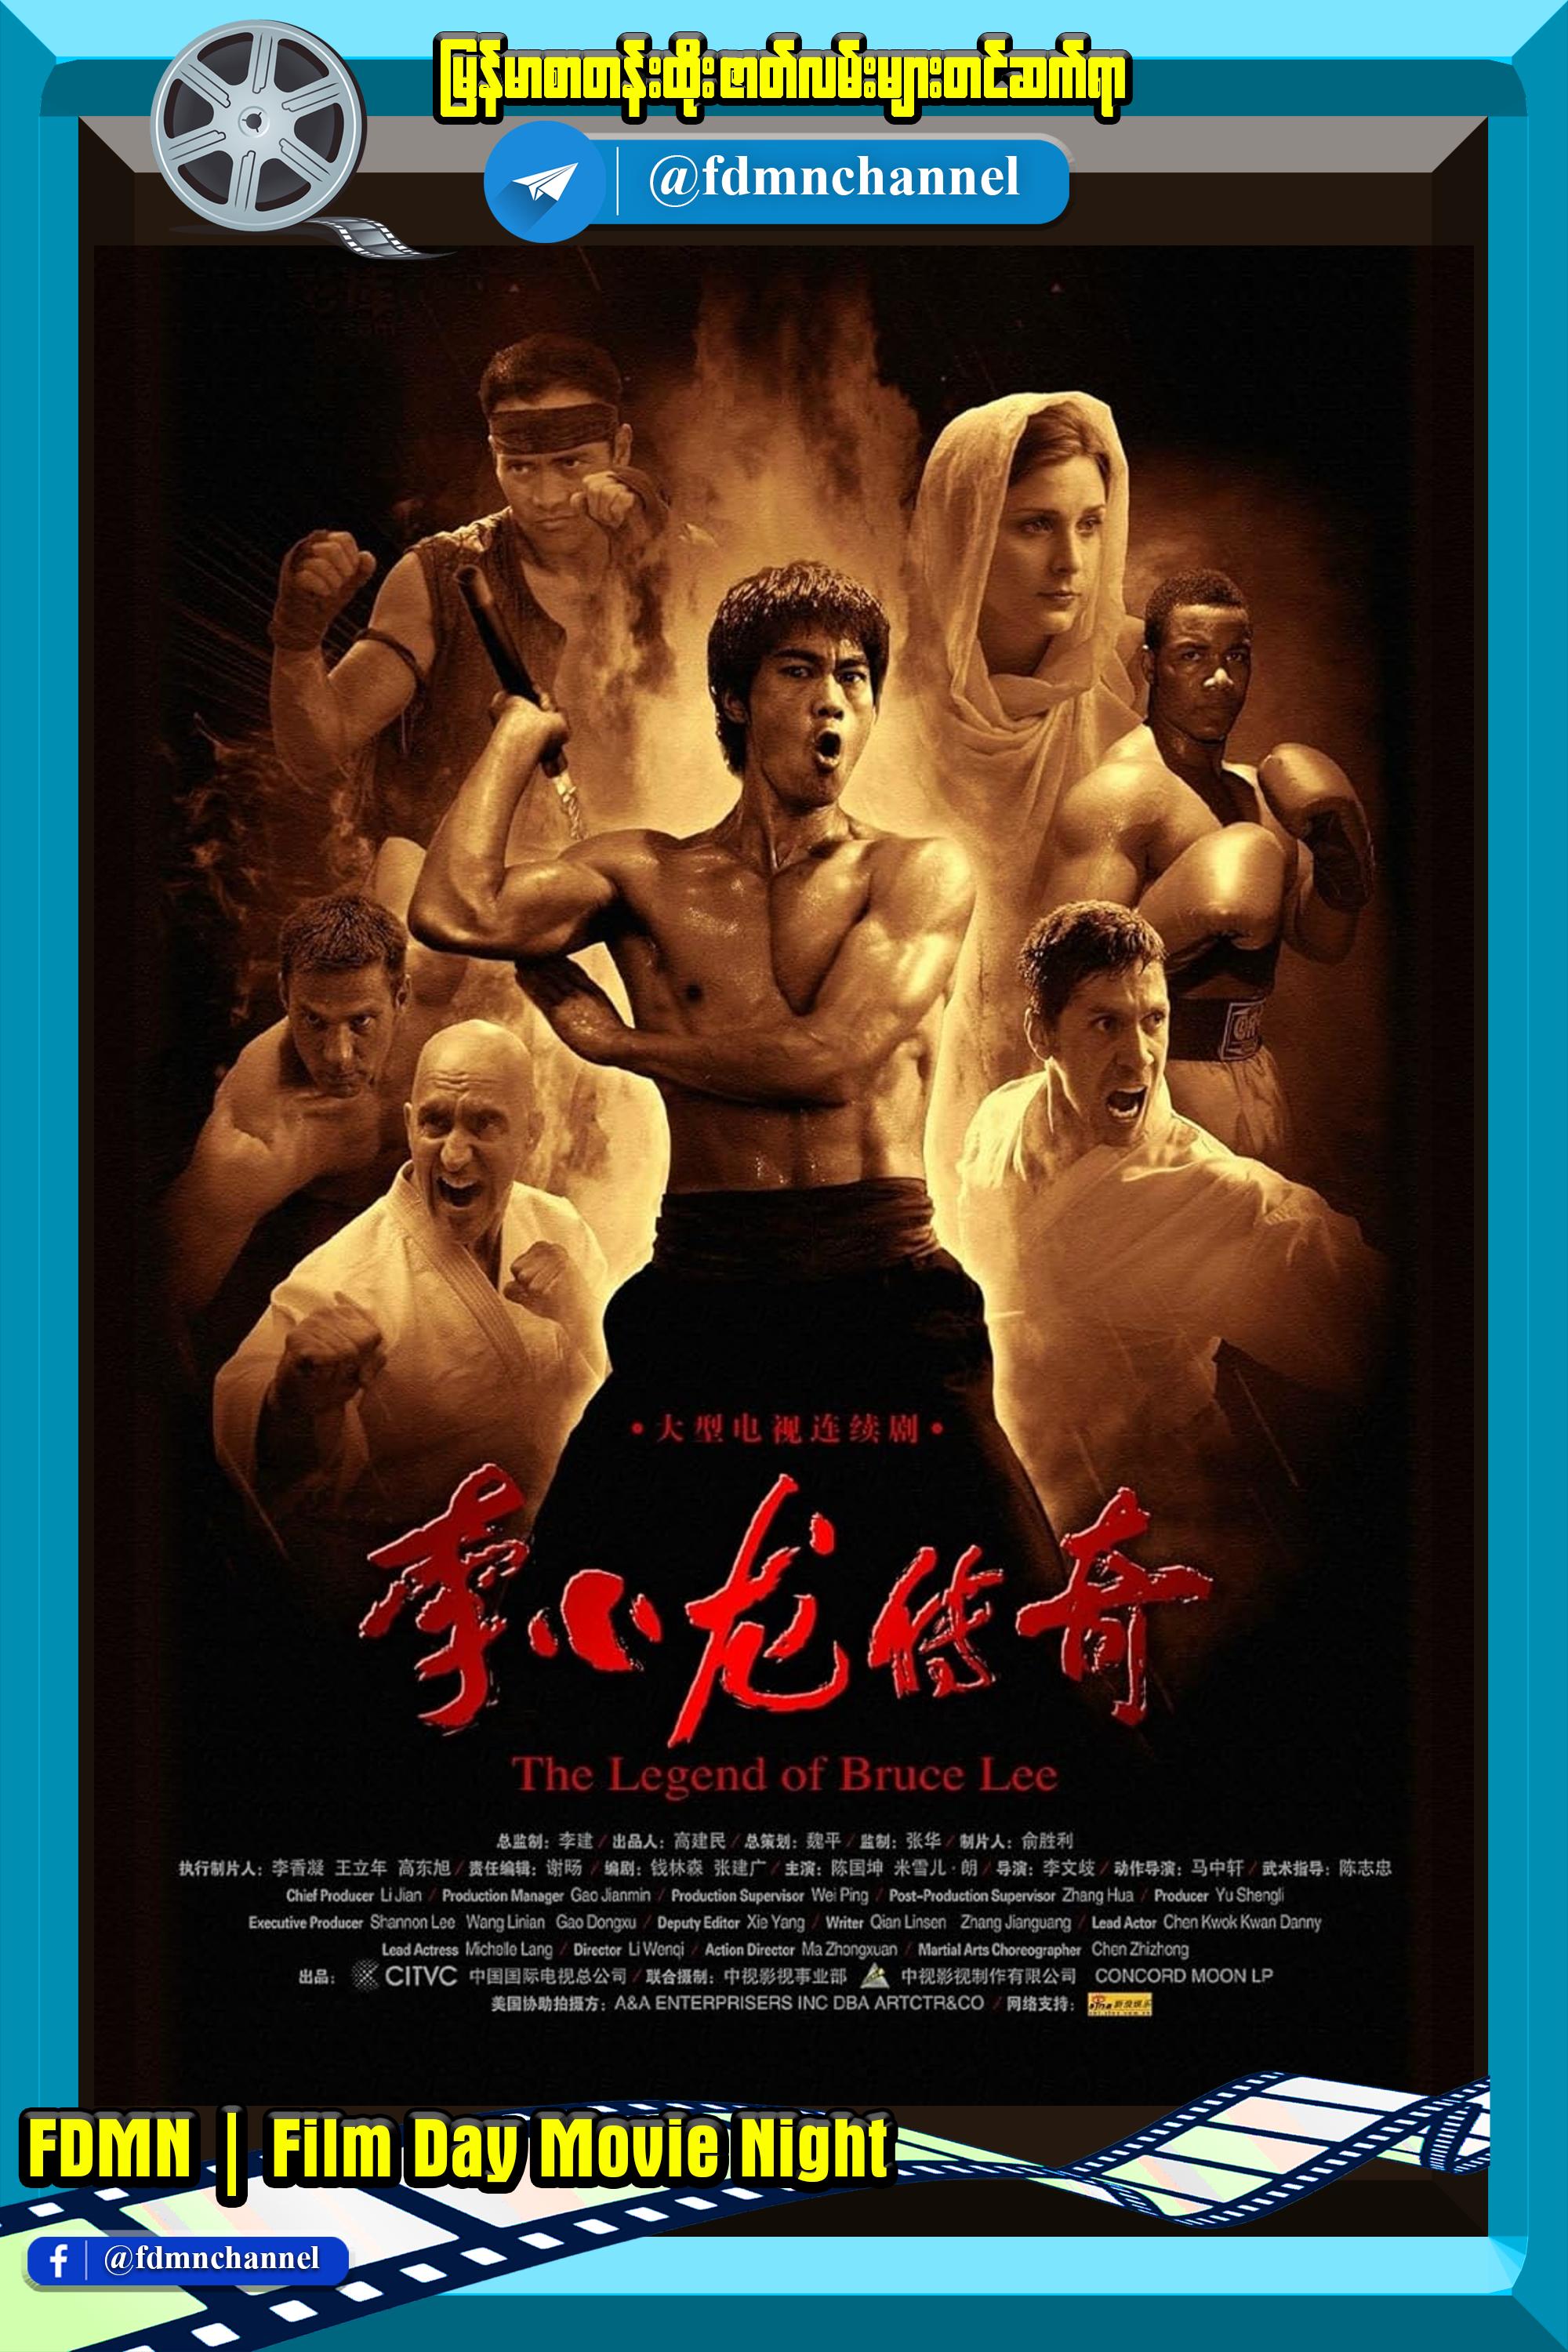 မြန်မာစာတန်းထိုး ဇာတ်လမ်းများတင်ဆက်ရာ
@fdmnchannel
• 大型电视连续剧 •
李小龙传奇
The Legend of Bruce Lee
总监制：李建 / 出品人：高建民 / 总策划：魏平 / 监制：张华 / 制片人：俞胜利
执行制片人：李香凝 王立年 高东旭 / 责任编辑：谢旸 / 编剧：钱林森 张建广 / 主演：陈国坤 米雪儿·朗 / 导演：李文歧 / 动作导演：马中轩 / 武术指导：陈志忠
Chief Producer Li Jian / Production Manager Gao Jianmin / Production Supervisor Wei Ping / Post-Production Supervisor Zhang Hua / Producer Yu Shengli
Executive Producer Shannon Lee Wang Linian Gao Dongxu / Deputy Editor Xie Yang / Writer Qian Linsen Zhang Jianguang / Lead Actor Chen Kwok Kwan Danny
Lead Actress Michelle Lang / Director Li Wenqi / Action Director Ma Zhongxuan / Martial Arts Choreographer Chen Zhizhong
出品： CITVC 中国国际电视总公司 / 联合摄制：中视影视事业部 中视影视制作有限公司 CONCORD MOON LP
美国协助拍摄方：A&A ENTERPRISERS INC DBA ARTCTR&CO / 网络支持：
FDMN | Film Day Movie Night
@fdmnchannel